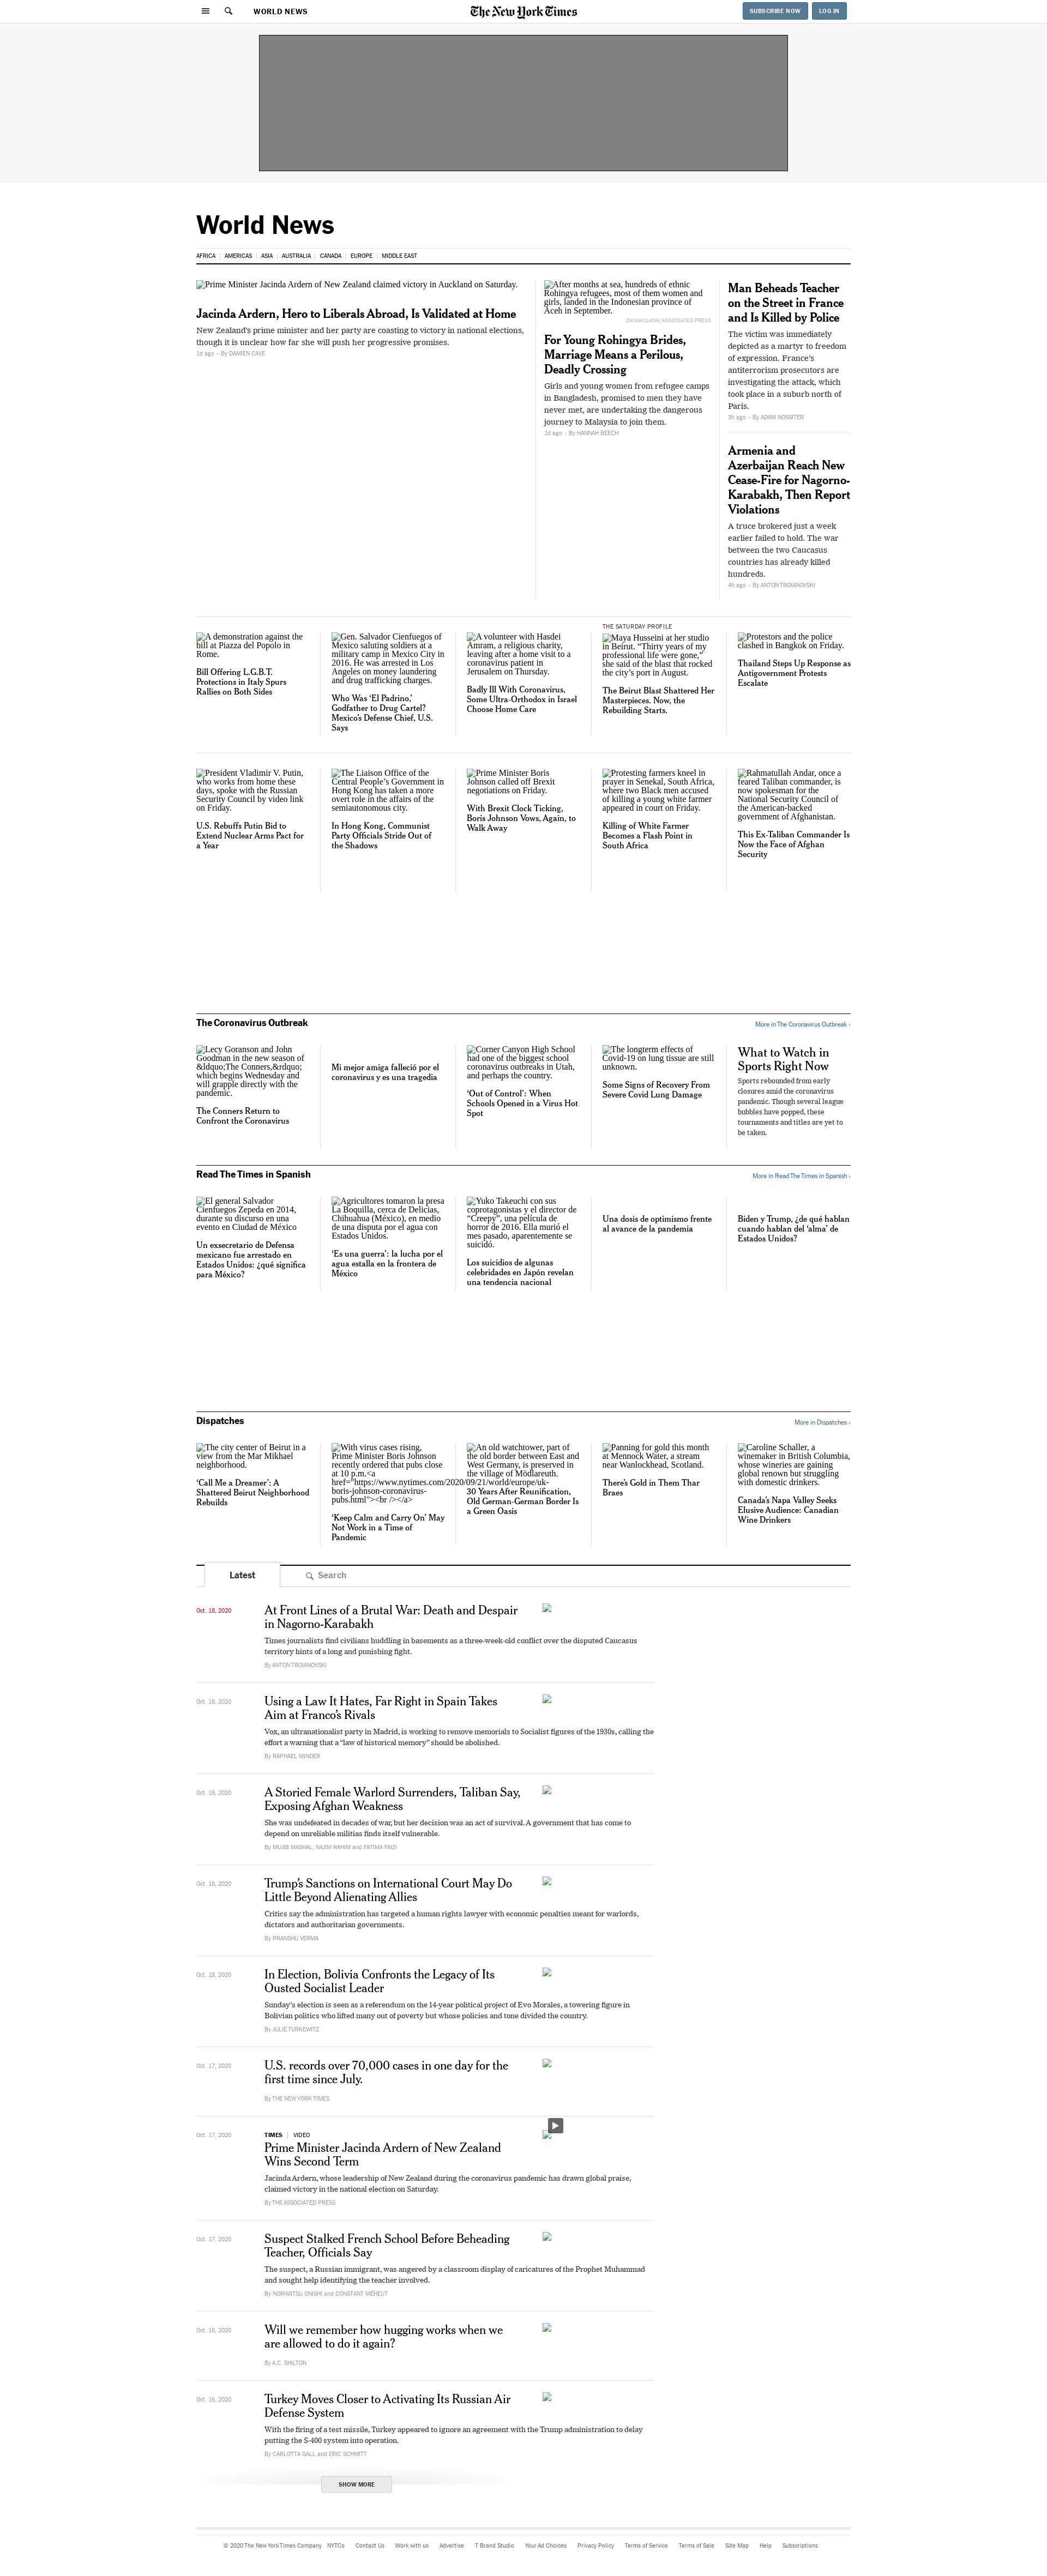 WORLD NEWS
The New York Times
SUBSCRIBE NOW
LOG IN
World News
AFRICA
AMERICAS
ASIA
AUSTRALIA
CANADA
EUROPE
MIDDLE EAST
Prime Minister Jacinda Ardern of New Zealand claimed victory in Auckland on Saturday.
Jacinda Ardern, Hero to Liberals Abroad, Is Validated at Home
New Zealand's prime minister and her party are coasting to victory in national elections,
though it is unclear how far she will push her progressive promises.
1d ago • By DAMIEN CAVE
After months at sea, hundreds of ethnic
Rohingya refugees, most of them women and
girls, landed in the Indonesian province of
Aceh in September.
ZIK MAULANA/ASSOCIATED PRESS
For Young Rohingya Brides,
Marriage Means a Perilous,
Deadly Crossing
Girls and young women from refugee camps
in Bangladesh, promised to men they have
never met, are undertaking the dangerous
journey to Malaysia to join them.
1d ago • By HANNAH BEECH
Man Beheads Teacher
on the Street in France
and Is Killed by Police
The victim was immediately
depicted as a martyr to freedom
of expression. France's
antiterrorism prosecutors are
investigating the attack, which
took place in a suburb north of
Paris.
3h ago • By ADAM NOSSITER
Armenia and
Azerbaijan Reach New
Cease-Fire for Nagorno-
Karabakh, Then Report
Violations
A truce brokered just a week
earlier failed to hold. The war
between the two Caucasus
countries has already killed
hundreds.
4h ago • By ANTON TROIANOVSKI
A demonstration against the
bill at Piazza del Popolo in
Rome.
Bill Offering L.G.B.T.
Protections in Italy Spurs
Rallies on Both Sides
Gen. Salvador Cienfuegos of
Mexico saluting soldiers at a
military camp in Mexico City in
2016. He was arrested in Los
Angeles on money laundering
and drug trafficking charges.
Who Was ‘El Padrino,’
Godfather to Drug Cartel?
Mexico's Defense Chief, U.S.
Says
A volunteer with Hasdei
Amram, a religious charity,
leaving after a home visit to a
coronavirus patient in
Jerusalem on Thursday.
Badly Ill With Coronavirus,
Some Ultra-Orthodox in Israel
Choose Home Care
THE SATURDAY PROFILE
Maya Husseini at her studio
in Beirut. “Thirty years of my
professional life were gone,”
she said of the blast that rocked
the city's port in August.
The Beirut Blast Shattered Her
Masterpieces. Now, the
Rebuilding Starts.
Protestors and the police
clashed in Bangkok on Friday.
Thailand Steps Up Response as
Antigovernment Protests
Escalate
President Vladimir V. Putin,
who works from home these
days, spoke with the Russian
Security Council by video link
on Friday.
U.S. Rebuffs Putin Bid to
Extend Nuclear Arms Pact for
a Year
The Liaison Office of the
Central People's Government in
Hong Kong has taken a more
overt role in the affairs of the
semiautonomous city.
In Hong Kong, Communist
Party Officials Stride Out of
the Shadows
Prime Minister Boris
Johnson called off Brexit
negotiations on Friday.
With Brexit Clock Ticking,
Boris Johnson Vows, Again, to
Walk Away
Protesting farmers kneel in
prayer in Senekal, South Africa,
where two Black men accused
of killing a young white farmer
appeared in court on Friday.
Killing of White Farmer
Becomes a Flash Point in
South Africa
Rahmatullah Andar, once a
feared Taliban commander, is
now spokesman for the
National Security Council of
the American-backed
government of Afghanistan.
This Ex-Taliban Commander Is
Now the Face of Afghan
Security
The Coronavirus Outbreak
More in The Coronavirus Outbreak ›
Lecy Goranson and John
Goodman in the new season of
&ldquo;The Conners,&rdquo;
which begins Wednesday and
will grapple directly with the
pandemic.
The Conners Return to
Confront the Coronavirus
Mi mejor amiga falleció por el
coronavirus y es una tragedia
Corner Canyon High School
had one of the biggest school
coronavirus outbreaks in Utah,
and perhaps the country.
‘Out of Control’: When
Schools Opened in a Virus Hot
Spot
The longterm effects of
Covid-19 on lung tissue are still
unknown.
Some Signs of Recovery From
Severe Covid Lung Damage
What to Watch in
Sports Right Now
Sports rebounded from early
closures amid the coronavirus
pandemic. Though several league
bubbles have popped, these
tournaments and titles are yet to
be taken.
Read The Times in Spanish
More in Read The Times in Spanish ›
El general Salvador
Cienfuegos Zepeda en 2014,
durante su discurso en una
evento en Ciudad de México
Un exsecretario de Defensa
mexicano fue arrestado en
Estados Unidos: ¿qué significa
para México?
Agricultores tomaron la presa
La Boquilla, cerca de Delicias,
Chihuahua (México), en medio
de una disputa por el agua con
Estados Unidos.
‘Es una guerra’: la lucha por el
agua estalla en la frontera de
México
Yuko Takeuchi con sus
coprotagonistas y el director de
“Creepy”, una película de
horror de 2016. Ella murió el
mes pasado, aparentemente se
suicidó.
Los suicidios de algunas
celebridades en Japón revelan
una tendencia nacional
Una dosis de optimismo frente
al avance de la pandemia
Biden y Trump, ¿de qué hablan
cuando hablan del ‘alma’ de
Estados Unidos?
Dispatches
More in Dispatches ›
The city center of Beirut in a
view from the Mar Mikhael
neighborhood.
‘Call Me a Dreamer’: A
Shattered Beirut Neighborhood
Rebuilds
With virus cases rising,
Prime Minister Boris Johnson
recently ordered that pubs close
at 10 p.m.<a
href="https://www.nytimes.com/2020/09/21/world/europe/uk-
boris-johnson-coronavirus-
pubs.html"><br /></a>
‘Keep Calm and Carry On’ May
Not Work in a Time of
Pandemic
An old watchtower, part of
the old border between East and
West Germany, is preserved in
the village of Mödlareuth.
30 Years After Reunification,
Old German-German Border Is
a Green Oasis
Panning for gold this month
at Mennock Water, a stream
near Wanlockhead, Scotland.
There's Gold in Them Thar
Braes
Caroline Schaller, a
winemaker in British Columbia,
whose wineries are gaining
global renown but struggling
with domestic drinkers.
Canada's Napa Valley Seeks
Elusive Audience: Canadian
Wine Drinkers
Latest
Search
Oct. 18, 2020
At Front Lines of a Brutal War: Death and Despair
in Nagorno-Karabakh
Times journalists find civilians huddling in basements as a three-week-old conflict over the disputed Caucasus
territory hints of a long and punishing fight.
By ANTON TROIANOVSKI
Oct. 18, 2020
Using a Law It Hates, Far Right in Spain Takes
Aim at Franco's Rivals
Vox, an ultranationalist party in Madrid, is working to remove memorials to Socialist figures of the 1930s, calling the
effort a warning that a “law of historical memory” should be abolished.
By RAPHAEL MINDER
Oct. 18, 2020
A Storied Female Warlord Surrenders, Taliban Say,
Exposing Afghan Weakness
She was undefeated in decades of war, but her decision was an act of survival. A government that has come to
depend on unreliable militias finds itself vulnerable.
By MUJIB MASHAL, NAJIM RAHIM and FATIMA FAIZI
Oct. 18, 2020
Trump's Sanctions on International Court May Do
Little Beyond Alienating Allies
Critics say the administration has targeted a human rights lawyer with economic penalties meant for warlords,
dictators and authoritarian governments.
By PRANSHU VERMA
Oct. 18, 2020
In Election, Bolivia Confronts the Legacy of Its
Ousted Socialist Leader
Sunday's election is seen as a referendum on the 14-year political project of Evo Morales, a towering figure in
Bolivian politics who lifted many out of poverty but whose policies and tone divided the country.
By JULIE TURKEWITZ
Oct. 17, 2020
U.S. records over 70,000 cases in one day for the
first time since July.
By THE NEW YORK TIMES
Oct. 17, 2020
TIMES | VIDEO
Prime Minister Jacinda Ardern of New Zealand
Wins Second Term
Jacinda Ardern, whose leadership of New Zealand during the coronavirus pandemic has drawn global praise,
claimed victory in the national election on Saturday.
By THE ASSOCIATED PRESS
Oct. 17, 2020
Suspect Stalked French School Before Beheading
Teacher, Officials Say
The suspect, a Russian immigrant, was angered by a classroom display of caricatures of the Prophet Muhammad
and sought help identifying the teacher involved.
By NORIMITSU ONISHI and CONSTANT MÉHEUT
Oct. 16, 2020
Will we remember how hugging works when we
are allowed to do it again?
By A.C. SHILTON
Oct. 16, 2020
Turkey Moves Closer to Activating Its Russian Air
Defense System
With the firing of a test missile, Turkey appeared to ignore an agreement with the Trump administration to delay
putting the S-400 system into operation.
By CARLOTTA GALL and ERIC SCHMITT
SHOW MORE
© 2020 The New York Times Company NYTCo Contact Us Work with us Advertise T Brand Studio Your Ad Choices Privacy Policy Terms of Service Terms of Sale Site Map Help Subscriptions